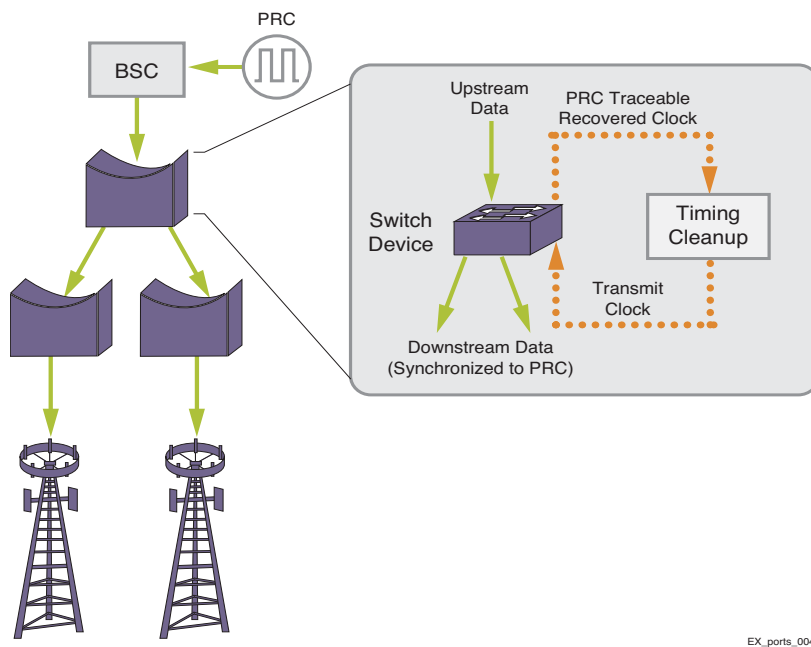 PRC
BSC
Upstream
Data
PRC Traceable
Recovered Clock
Switch
Device
Timing
Cleanup
Transmit
Clock
Downstream Data
(Synchronized to PRC)
EX_ports_004